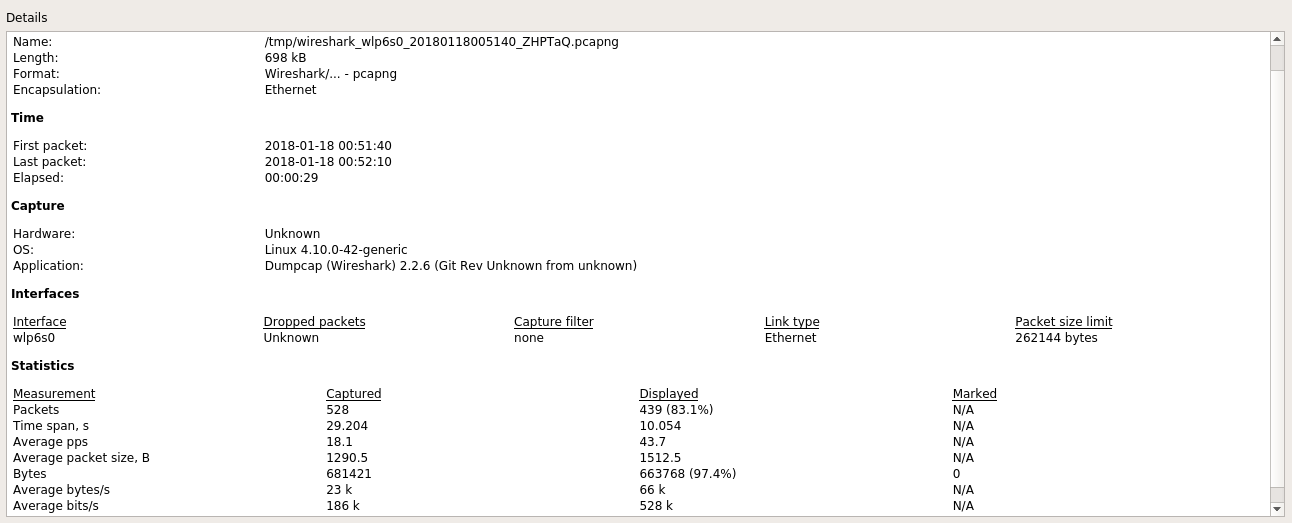 Details
Name: /tmp/wireshark_wlp6s0_20180118005140_ZHPTaQ.pcapng
Length: 698 kB
Format: Wireshark/... - pcapng
Encapsulation: Ethernet
Time
First packet: 2018-01-18 00:51:40
Last packet: 2018-01-18 00:52:10
Elapsed: 00:00:29
Capture
Hardware: Unknown
OS: Linux 4.10.0-42-generic
Application: Dumpcap (Wireshark) 2.2.6 (Git Rev Unknown from unknown)
Interfaces
Interface Dropped packets Capture filter Link type Packet size limit
wlp6s0 Unknown none Ethernet 262144 bytes
Statistics
Measurement Captured Displayed Marked
Packets 528 439 (83.1%) N/A
Time span, s 29.204 10.054 N/A
Average pps 18.1 43.7 N/A
Average packet size, B 1290.5 1512.5 N/A
Bytes 681421 663768 (97.4%) 0
Average bytes/s 23 k 66 k N/A
Average bits/s 186 k 528 k N/A